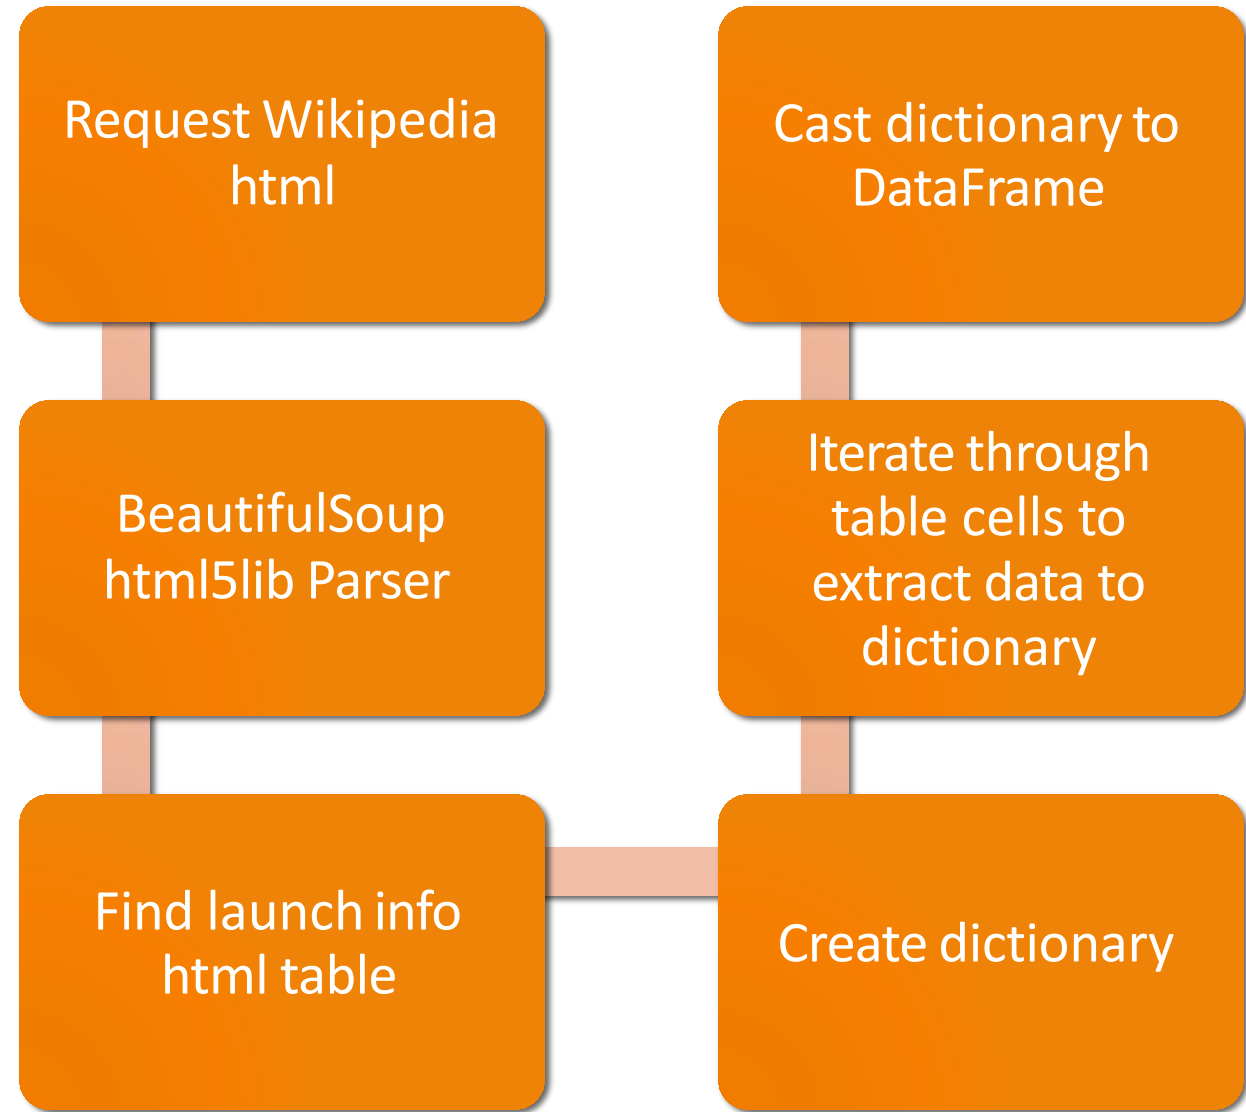 Request Wikipedia
html
BeautifulSoup
html5lib Parser
Find launch info
html table
Create dictionary
Iterate through
table cells to
extract data to
dictionary
Cast dictionary to
DataFrame